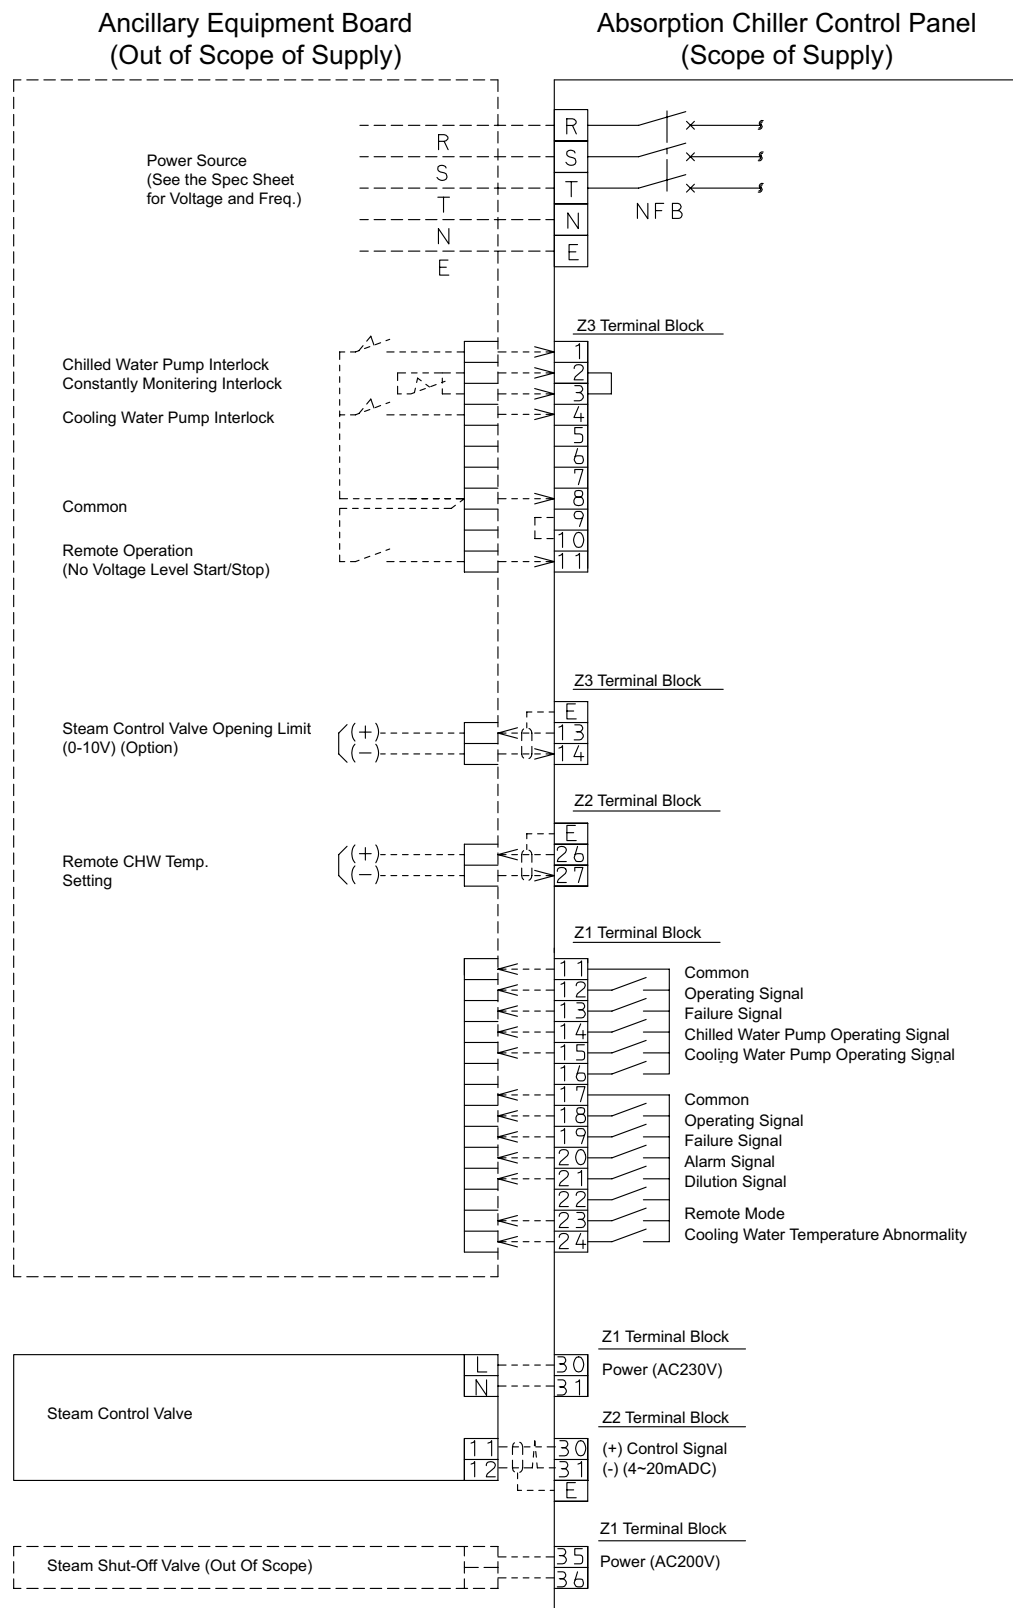 Ancillary Equipment Board
(Out of Scope of Supply)
Absorption Chiller Control Panel
(Scope of Supply)
Power Source
(See the Spec Sheet
for Voltage and Freq.)
R
S
T
N
E
R
S
T
N
E
N F B
Z3 Terminal Block
Chilled Water Pump Interlock
Constantly Monitering Interlock
Cooling Water Pump Interlock
Common
Remote Operation
(No Voltage Level Start/Stop)
1
2
3
4
5
6
7
8
9
10
11
Z3 Terminal Block
Steam Control Valve Opening Limit
(0-10V) (Option)
(+)
(-)
E
13
14
Z2 Terminal Block
Remote CHW Temp.
Setting
(+)
(-)
E
26
27
Z1 Terminal Block
11 Common
12 Operating Signal
13 Failure Signal
14 Chilled Water Pump Operating Signal
15 Cooling Water Pump Operating Signal
16
17 Common
18 Operating Signal
19 Failure Signal
20 Alarm Signal
21 Dilution Signal
22
23 Remote Mode
24 Cooling Water Temperature Abnormality
Z1 Terminal Block
Steam Control Valve
L 30 Power (AC230V)
N 31
Z2 Terminal Block
11 30 (+) Control Signal
12 31 (-) (4~20mADC)
E
Z1 Terminal Block
Steam Shut-Off Valve (Out Of Scope)
35 Power (AC200V)
36